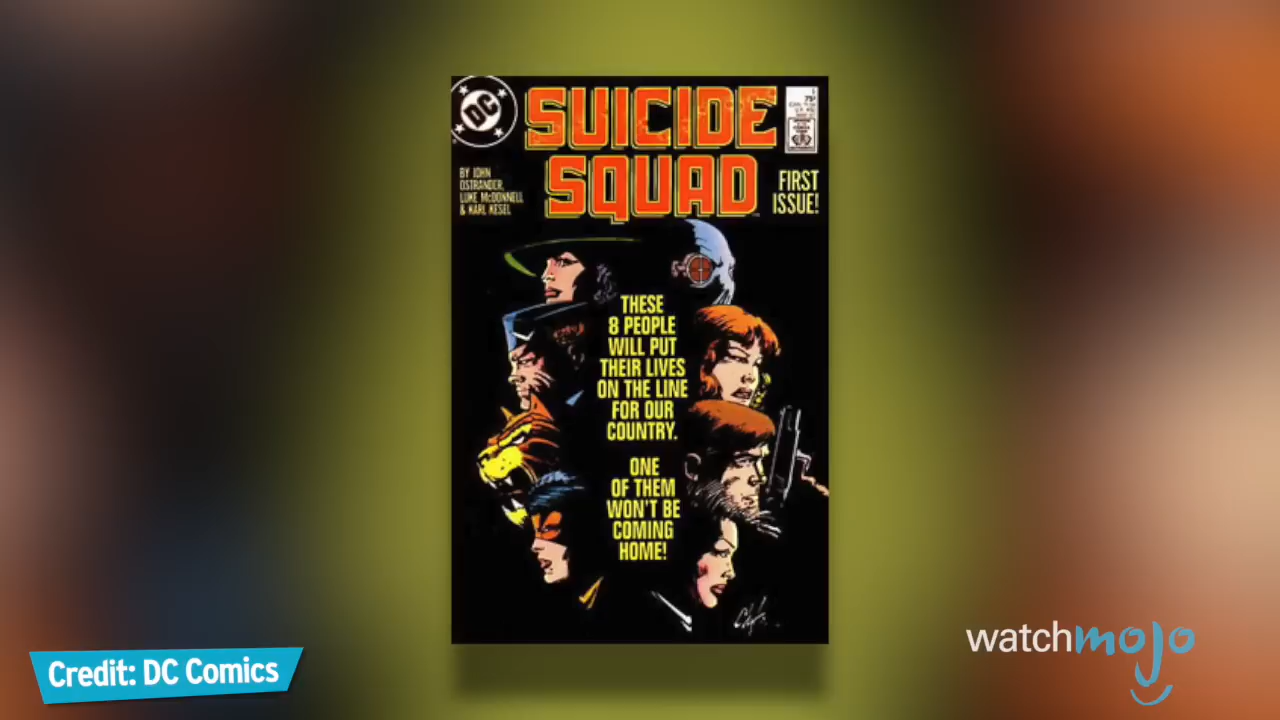 DC
SUICIDE
SQUAD
BY JOHN
OSTRANDER,
LUKE McDONNELL
& KARL KESEL
FIRST
ISSUE!
THESE
8 PEOPLE
WILL PUT
THEIR LIVES
ON THE LINE
FOR OUR
COUNTRY.
ONE
OF THEM
WON'T BE
COMING
HOME!
Credit: DC Comics
watchmojo